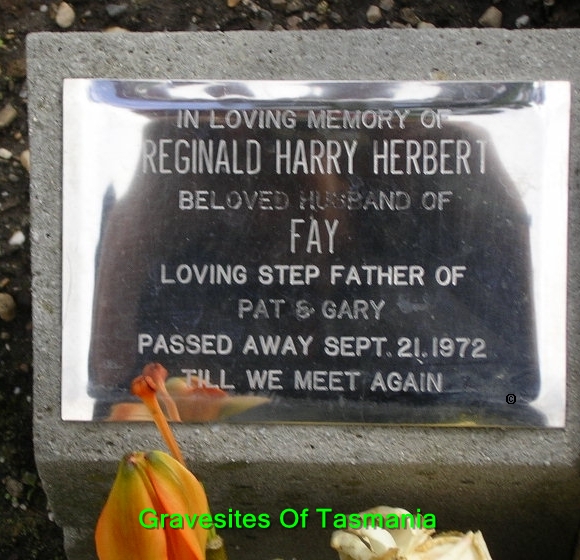 IN LOVING MEMORY OF
REGINALD HARRY HERBERT
BELOVED HUSBAND OF
FAY
LOVING STEP FATHER OF
PAT & GARY
PASSED AWAY SEPT. 21. 1972
TILL WE MEET AGAIN
©
Gravesites Of Tasmania